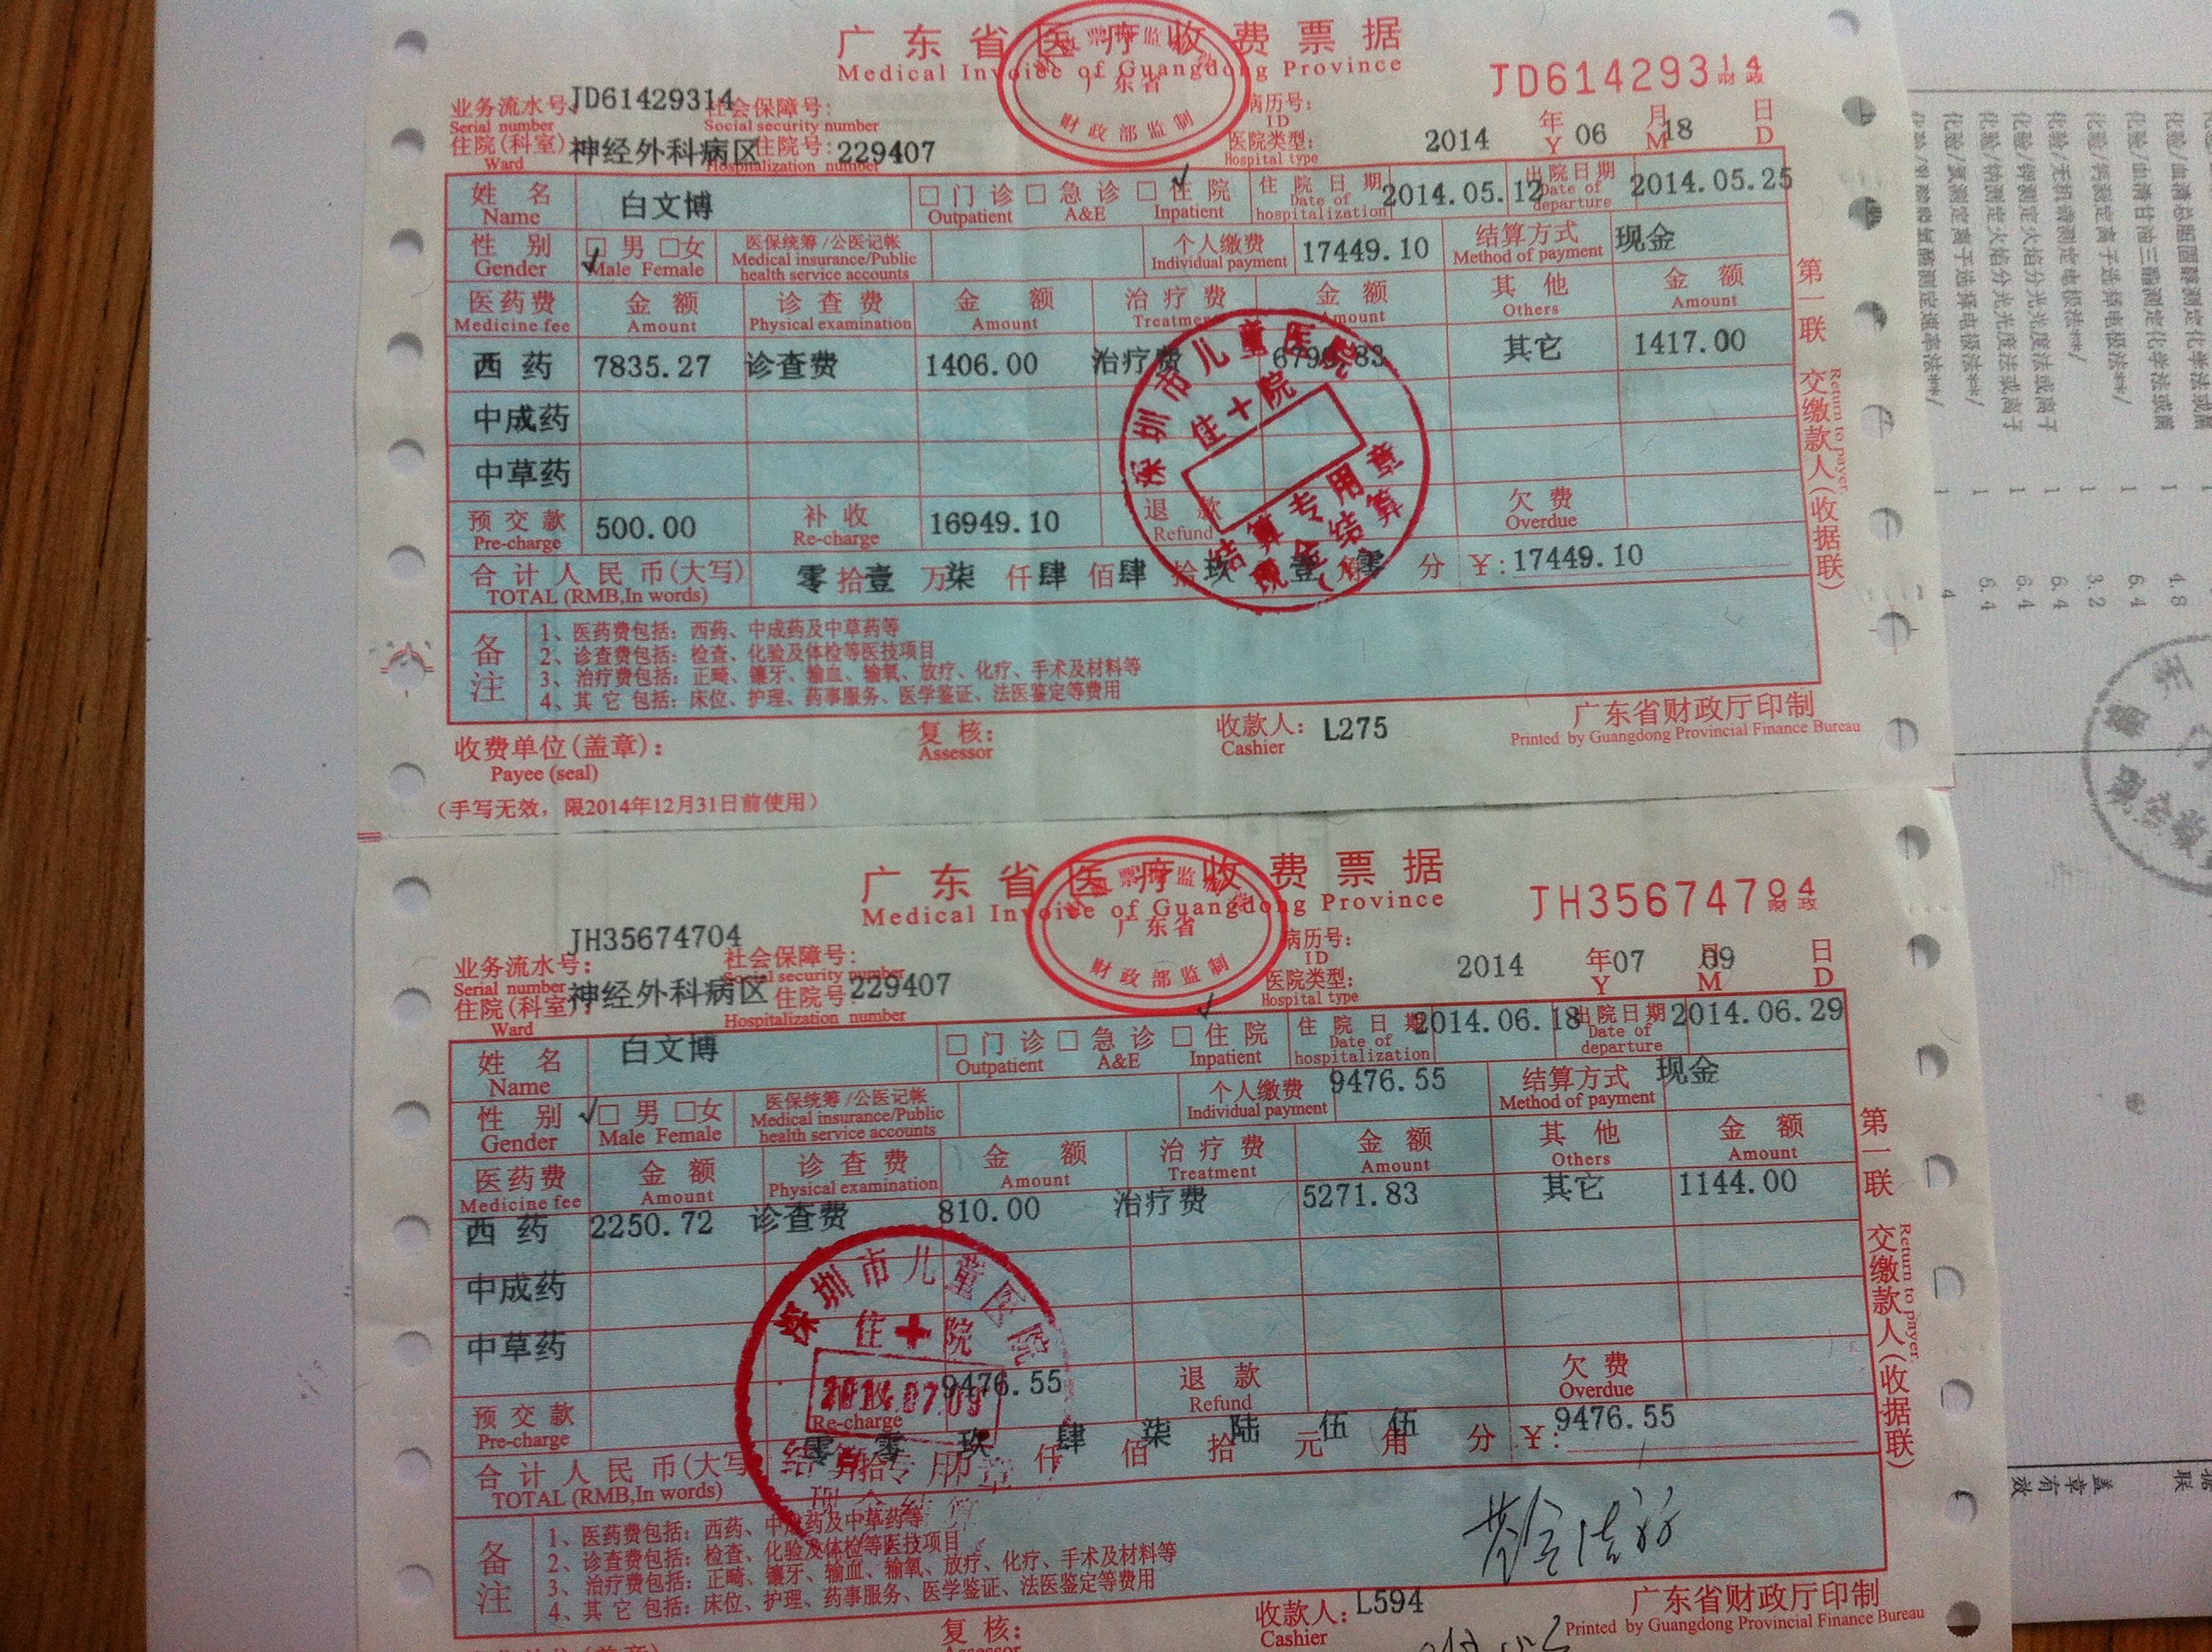 广东省医疗收费票据
Medical Invoice of Guangdong Province
JD61429314
财政
广东省
财政部监制
业务流水号: JD61429314 社会保障号: 病历号:
Serial number Social security number ID
住院(科室) 神经外科病区 住院号: 229407 医院类型: 2014 年 06 月 18 日
Ward Hospitalization number Hospital type Y M D
姓名 白文博 □门诊 □急诊 □住院 ✓ 住院日期 2014.05.12 出院日期 2014.05.25
Name Outpatient A&E Inpatient Date of hospitalization Date of departure
性别 ✓ □男 □女 医保统筹/公医记帐 个人缴费 17449.10 结算方式 现金
Gender Male Female Medical insurance/Public health service accounts Individual payment Method of payment
医药费 金额 诊查费 金额 治疗费 金额 其他 金额
Medicine fee Amount Physical examination Amount Treatment Amount Others Amount
西药 7835.27 诊查费 1406.00 治疗费 6790.83 其它 1417.00
中成药
中草药
预交款 500.00 补收 16949.10 退款 欠费
Pre-charge Re-charge Refund Overdue
合计人民币(大写) 零拾壹万柒仟肆佰肆拾玖 壹角零分 ¥:17449.10
TOTAL (RMB,In words)
深圳市儿童医院
住+院
结算专用章
现金结算
备注
1、医药费包括: 西药、中成药及中草药等
2、诊查费包括: 检查、化验及体检等医技项目
3、治疗费包括: 正畸、镶牙、输血、输氧、放疗、化疗、手术及材料等
4、其它包括: 床位、护理、药事服务、医学鉴证、法医鉴定等费用
收费单位(盖章): 复核: 收款人: L275 广东省财政厅印制
Payee (seal) Assessor Cashier Printed by Guangdong Provincial Finance Bureau
(手写无效, 限2014年12月31日前使用)
第一联 交缴款人(收据联)
Return to payer
广东省医疗收费票据
Medical Invoice of Guangdong Province
JH35674704
财政
广东省
财政部监制
JH35674704
业务流水号: 社会保障号: 病历号:
Serial number Social security number ID
住院(科室) 神经外科病区 住院号 229407 医院类型: 2014 年 07 月 09 日
Ward Hospitalization number Hospital type Y M D
姓名 白文博 □门诊 □急诊 □住院 ✓ 住院日期 2014.06.18 出院日期 2014.06.29
Name Outpatient A&E Inpatient Date of hospitalization Date of departure
性别 ✓ □男 □女 医保统筹/公医记帐 个人缴费 9476.55 结算方式 现金
Gender Male Female Medical insurance/Public health service accounts Individual payment Method of payment
医药费 金额 诊查费 金额 治疗费 金额 其他 金额
Medicine fee Amount Physical examination Amount Treatment Amount Others Amount
西药 2250.72 诊查费 810.00 治疗费 5271.83 其它 1144.00
中成药
中草药
预交款 9476.55 退款 欠费
Pre-charge Re-charge Refund Overdue
合计人民币(大写) 零 零 玖 仟 肆 佰 柒 拾 陆 元 伍 角 伍 分 ¥:9476.55
TOTAL (RMB,In words)
深圳市儿童医院
住+院
2014.07.09
结算专用章
备注
1、医药费包括: 西药、中成药及中草药等
2、诊查费包括: 检查、化验及体检等医技项目
3、治疗费包括: 正畸、镶牙、输血、输氧、放疗、化疗、手术及材料等
4、其它包括: 床位、护理、药事服务、医学鉴证、法医鉴定等费用
复核: 收款人: L594 广东省财政厅印制
Assessor Cashier Printed by Guangdong Provincial Finance Bureau
第一联 交缴款人(收据联)
Return to payer
盖章有效